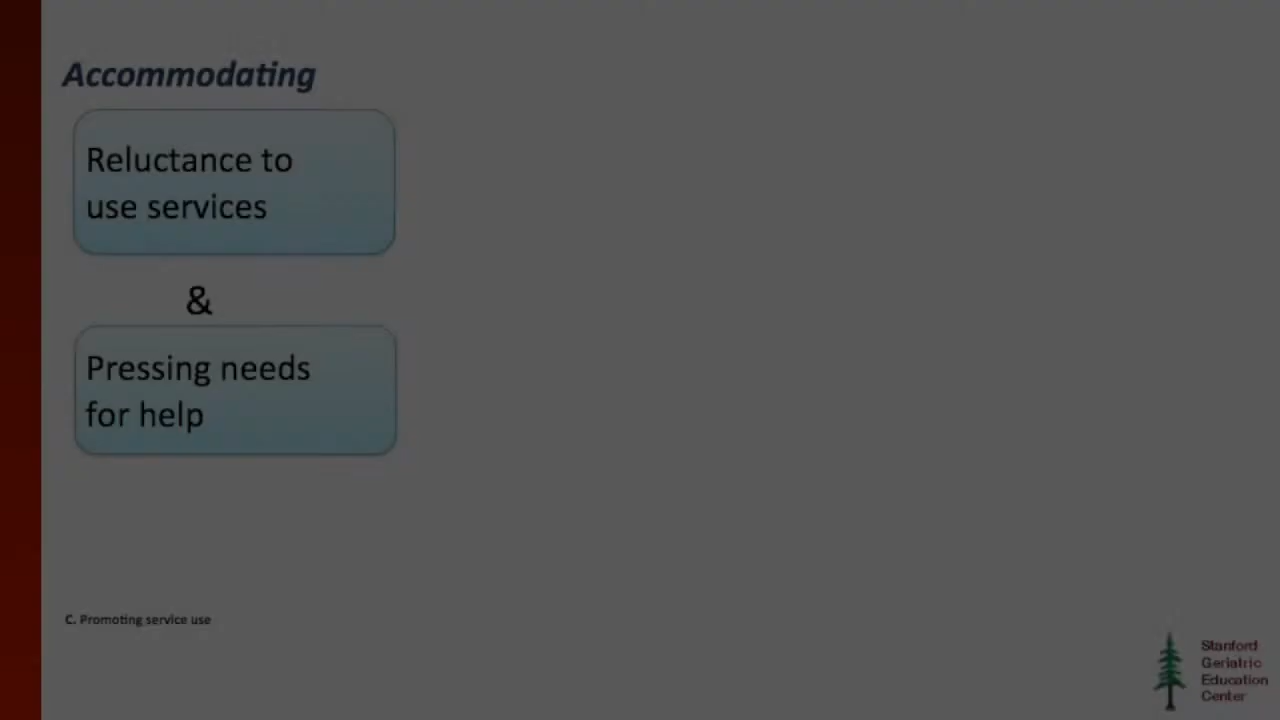 Accommodating
Reluctance to
use services
&
Pressing needs
for help
C. Promoting service use
Stanford
Geriatric
Education
Center